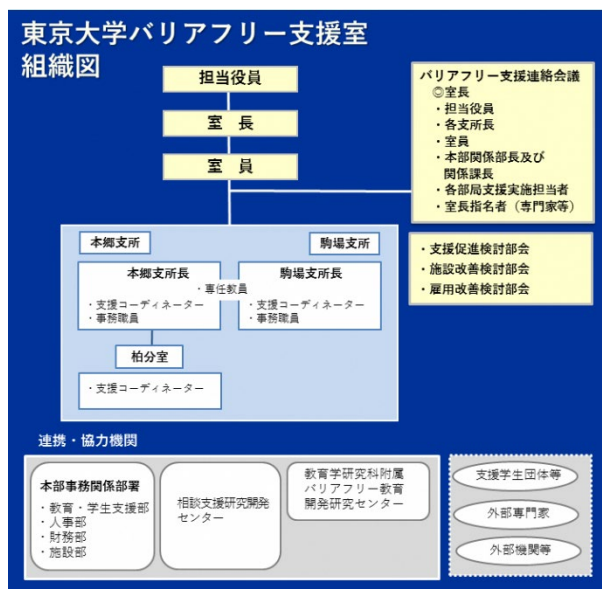 東京大学バリアフリー支援室
組織図
担当役員
室　長
室　員
バリアフリー支援連絡会議
◎室長
・担当役員
・各支所長
・室員
・本部関係部長及び
関係課長
・各部局支援実施担当者
・室長指名者（専門家等）
・支援促進検討部会
・施設改善検討部会
・雇用改善検討部会
本郷支所
駒場支所
本郷支所長
駒場支所長
・専任教員
・支援コーディネーター
・事務職員
・支援コーディネーター
・事務職員
柏分室
・支援コーディネーター
連携・協力機関
本部事務関係部署
・教育・学生支援部
・人事部
・財務部
・施設部
相談支援研究開発
センター
教育学研究科附属
バリアフリー教育
開発研究センター
支援学生団体等
外部専門家
外部機関等